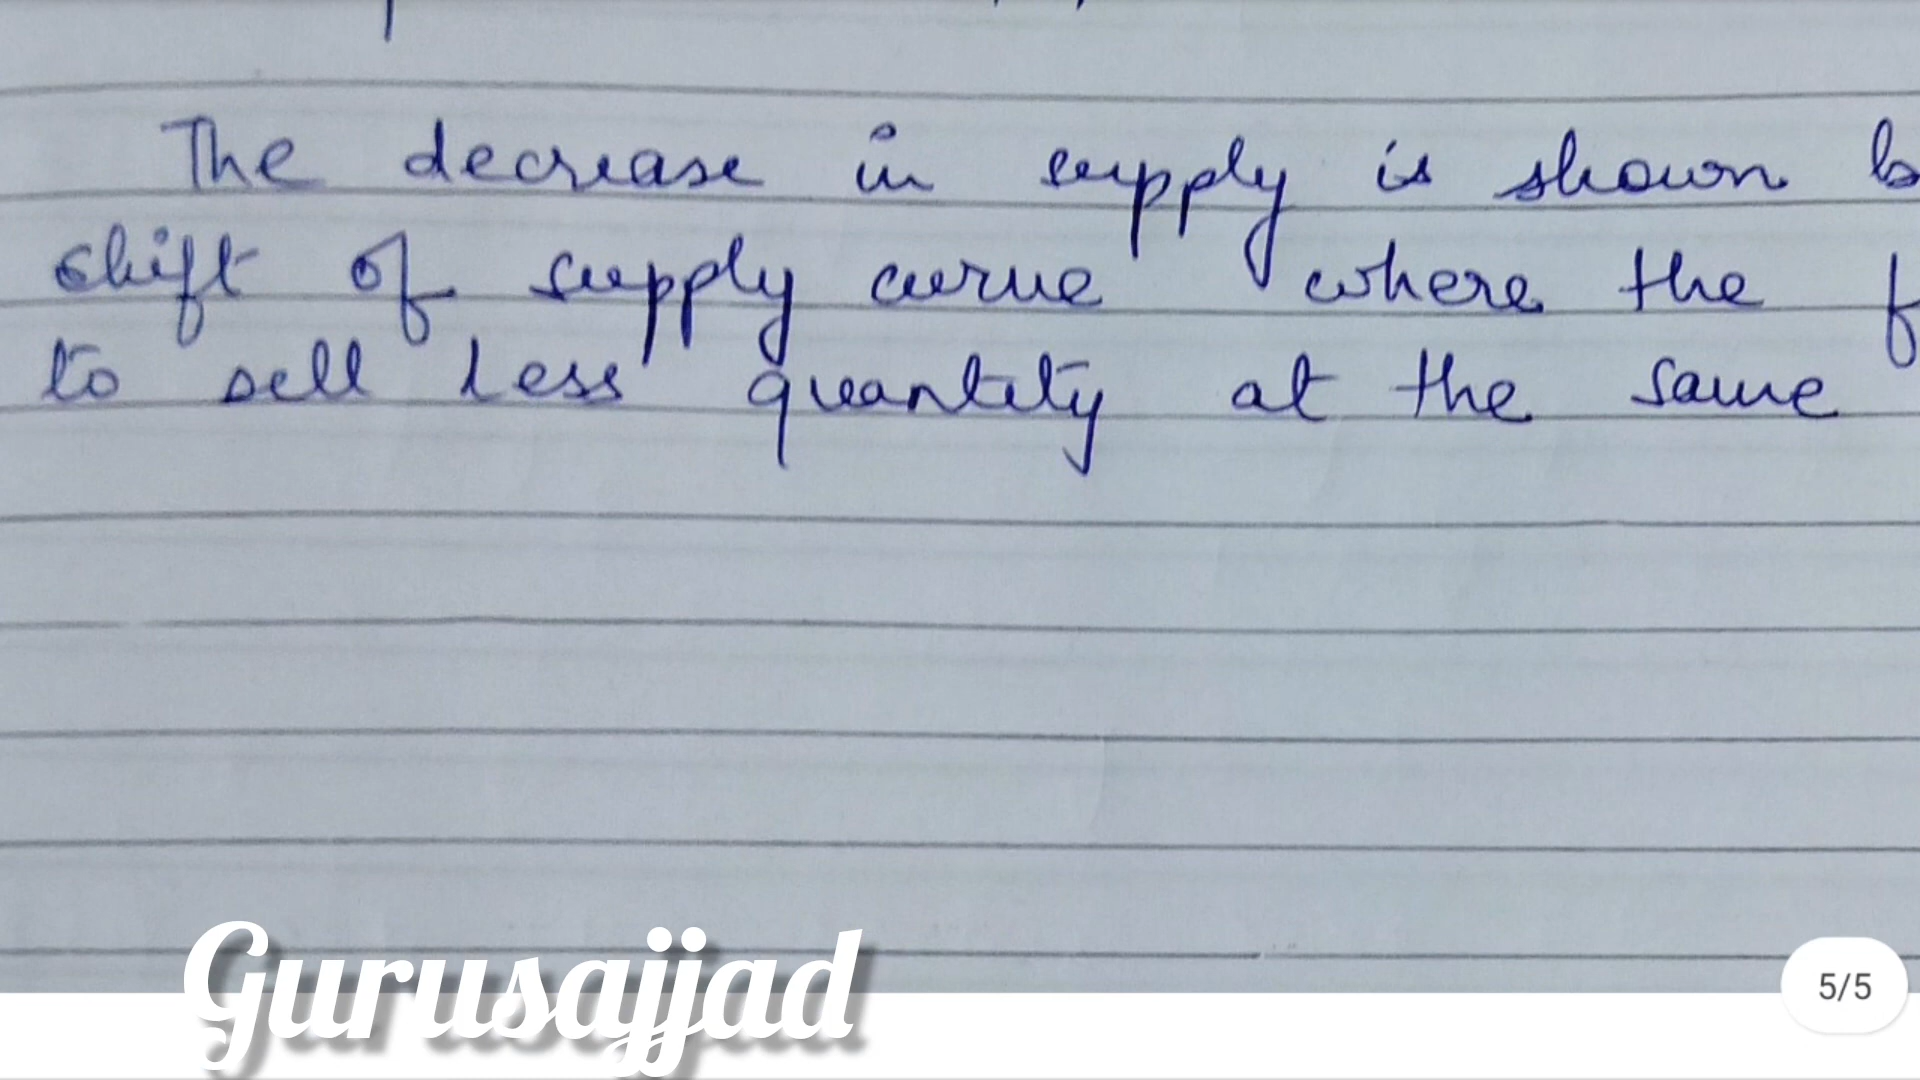 The decrease in supply is shown b
shift of supply curve where the f
to sell less quantity at the same
Gurusajjad
5/5